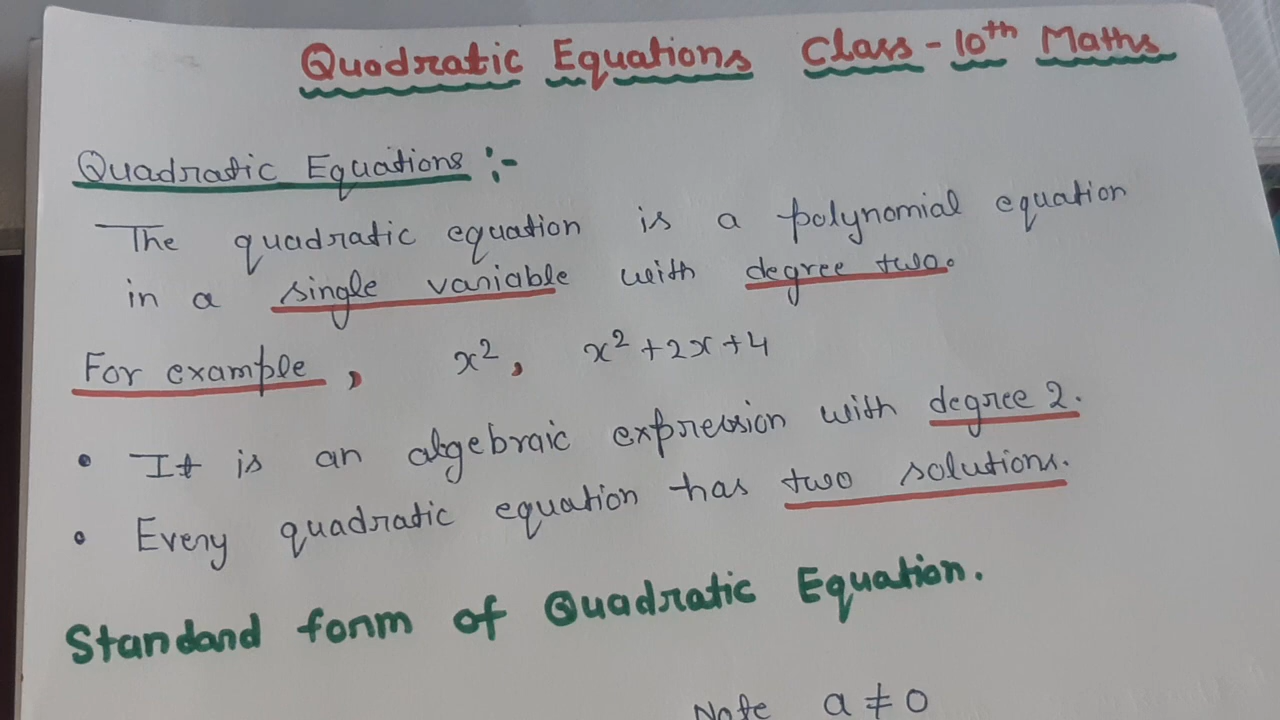 Quadratic Equations Class - 10th Maths
Quadratic Equations :-
The quadratic equation is a polynomial equation
in a single variable with degree two.
For example, x², x²+2x+4
• It is an algebraic expression with degree 2.
• Every quadratic equation has two solutions.
Standard form of Quadratic Equation.
Note a ≠ 0